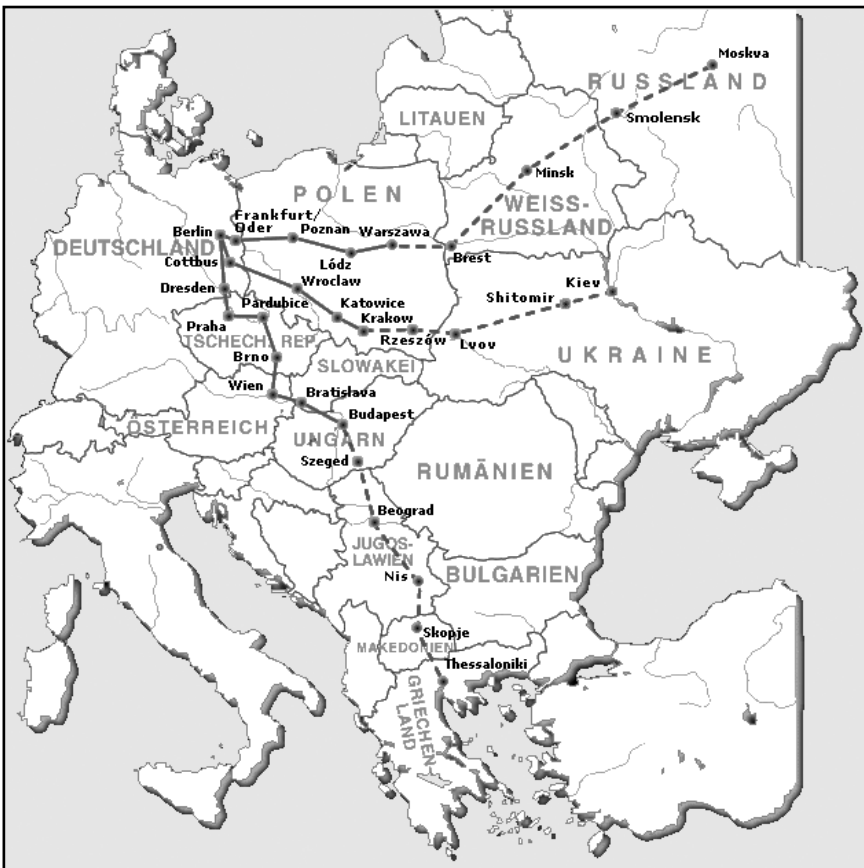 Moskva
RUSSLAND
LITAUEN
Smolensk
Minsk
POLEN
WEISS-
RUSSLAND
Berlin
Frankfurt/
Oder
Poznan
Warszawa
DEUTSCHLAND
Cottbus
Lódz
Brest
Dresden
Wroclaw
Kiev
Shitomir
Pardubice
Katowice
Praha
Krakow
TSCHECH. REP.
Rzeszów
Lvov
Brno
SLOWAKEI
UKRAINE
Wien
Bratislava
Budapest
ÖSTERREICH
UNGARN
Szeged
RUMÄNIEN
Beograd
JUGOS-
LAWIEN
Nis
BULGARIEN
Skopje
MAKEDONIEN
Thessaloniki
GRIECHEN-
LAND